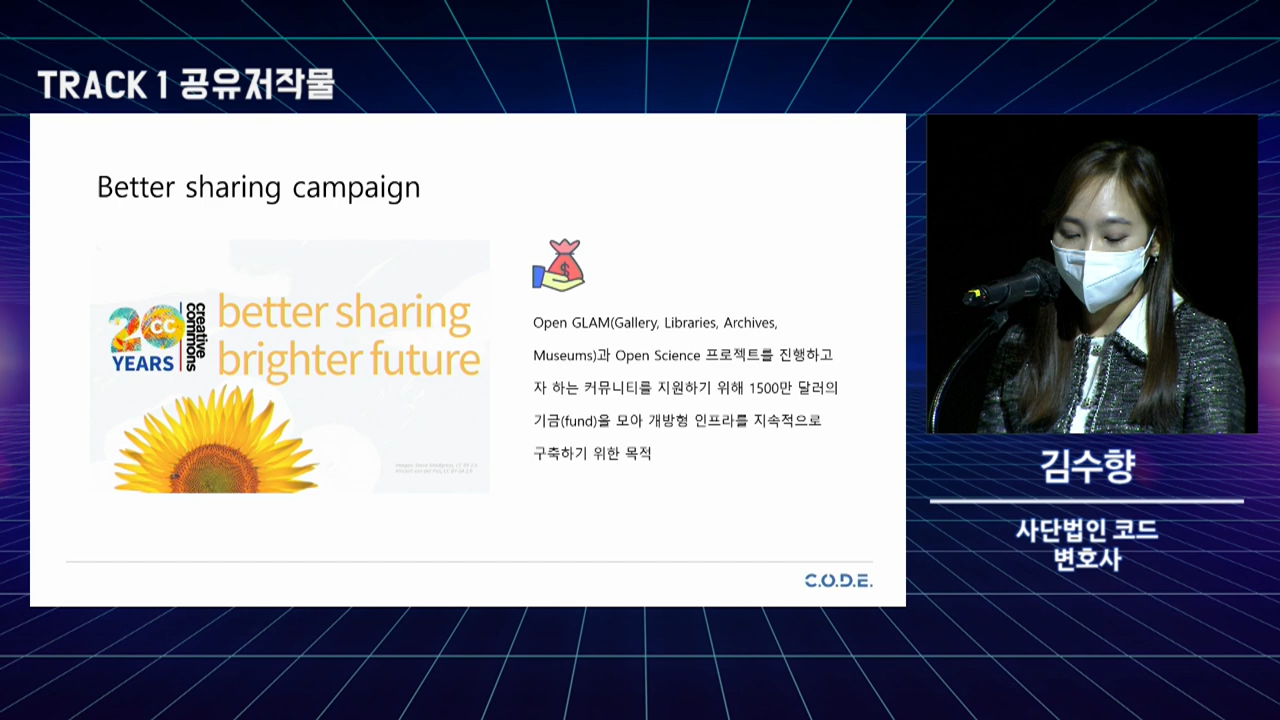 TRACK 1 공유저작물
Better sharing campaign
20
CC
YEARS
creative
commons
better sharing
brighter future
Open GLAM(Gallery, Libraries, Archives,
Museums)과 Open Science 프로젝트를 진행하고
자 하는 커뮤니티를 지원하기 위해 1500만 달러의
기금(fund)을 모아 개방형 인프라를 지속적으로
구축하기 위한 목적
C.O.D.E.
김수향
사단법인 코드
변호사